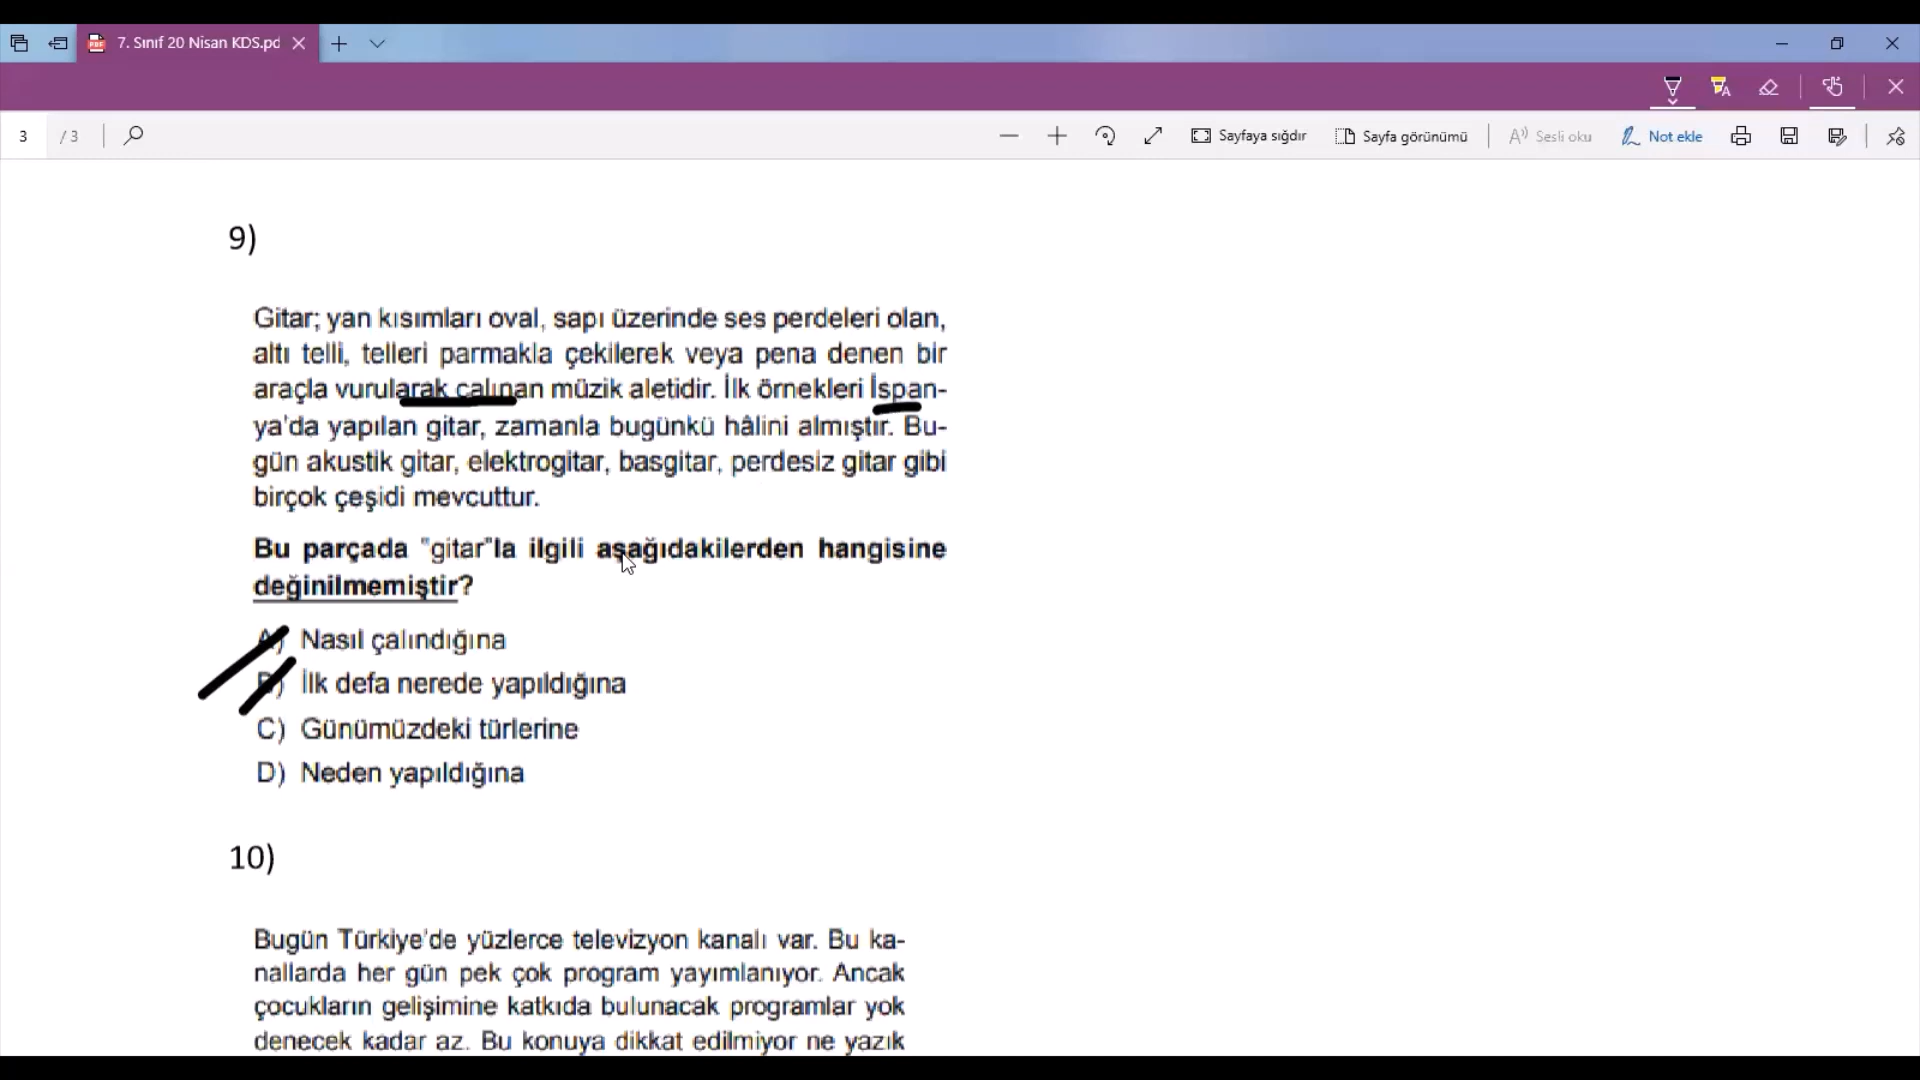 7. Sınıf 20 Nisan KDS.pd
3 / 3
Sayfaya sığdır
Sayfa görünümü
Sesli oku
Not ekle
9)
Gitar; yan kısımları oval, sapı üzerinde ses perdeleri olan,
altı telli, telleri parmakla çekilerek veya pena denen bir
araçla vurularak çalınan müzik aletidir. İlk örnekleri İspan-
ya'da yapılan gitar, zamanla bugünkü hâlini almıştır. Bu-
gün akustik gitar, elektrogitar, basgitar, perdesiz gitar gibi
birçok çeşidi mevcuttur.
Bu parçada "gitar"la ilgili aşağıdakilerden hangisine
değinilmemiştir?
A) Nasıl çalındığına
B) İlk defa nerede yapıldığına
C) Günümüzdeki türlerine
D) Neden yapıldığına
10)
Bugün Türkiye'de yüzlerce televizyon kanalı var. Bu ka-
nallarda her gün pek çok program yayımlanıyor. Ancak
çocukların gelişimine katkıda bulunacak programlar yok
denecek kadar az. Bu konuya dikkat edilmiyor ne yazık